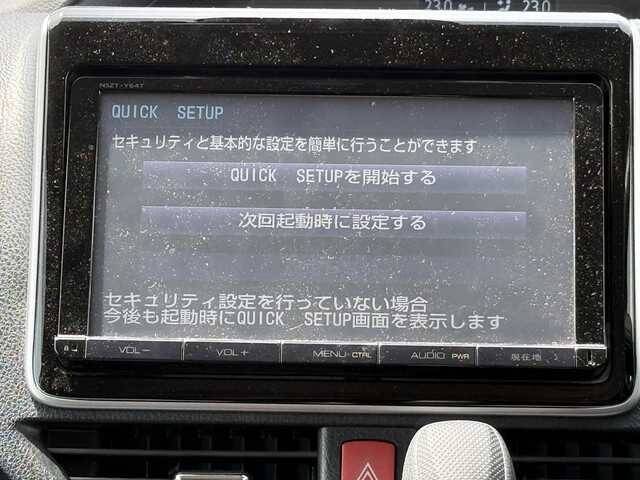 23.0 23.0
NSZT-Y64T
QUICK SETUP
セキュリティと基本的な設定を簡単に行うことができます
QUICK SETUPを開始する
次回起動時に設定する
セキュリティ設定を行っていない場合
今後も起動時にQUICK SETUP画面を表示します
VOL− VOL+ MENU・CTRL AUDIO PWR 現在地